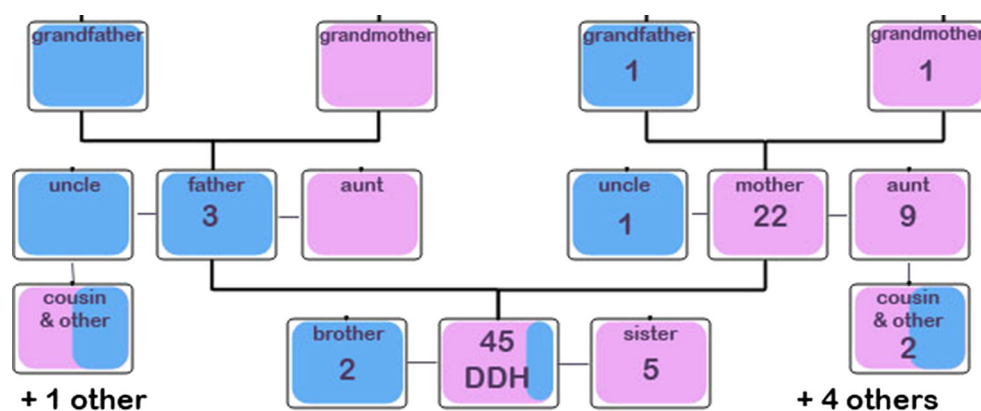 grandfather
grandmother
grandfather
1
grandmother
1
uncle
father
3
aunt
uncle
1
mother
22
aunt
9
cousin
& other
brother
2
45
DDH
sister
5
cousin
& other
2
+ 1 other
+ 4 others